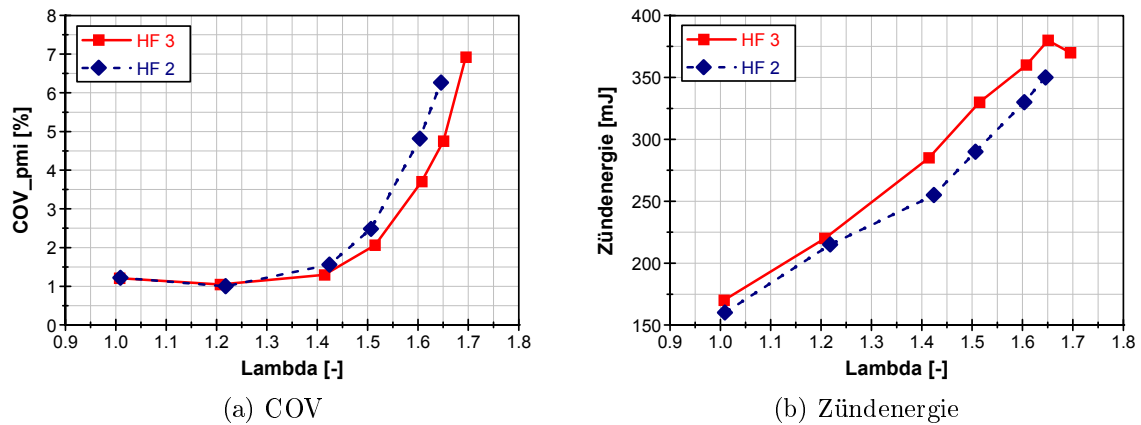 8
7
6
5
4
3
2
1
0
COV_pmi [%]
HF 3
HF 2
0.9 1.0 1.1 1.2 1.3 1.4 1.5 1.6 1.7 1.8
Lambda [-]
(a) COV
400
350
300
250
200
150
Zündenergie [mJ]
HF 3
HF 2
0.9 1.0 1.1 1.2 1.3 1.4 1.5 1.6 1.7 1.8
Lambda [-]
(b) Zündenergie